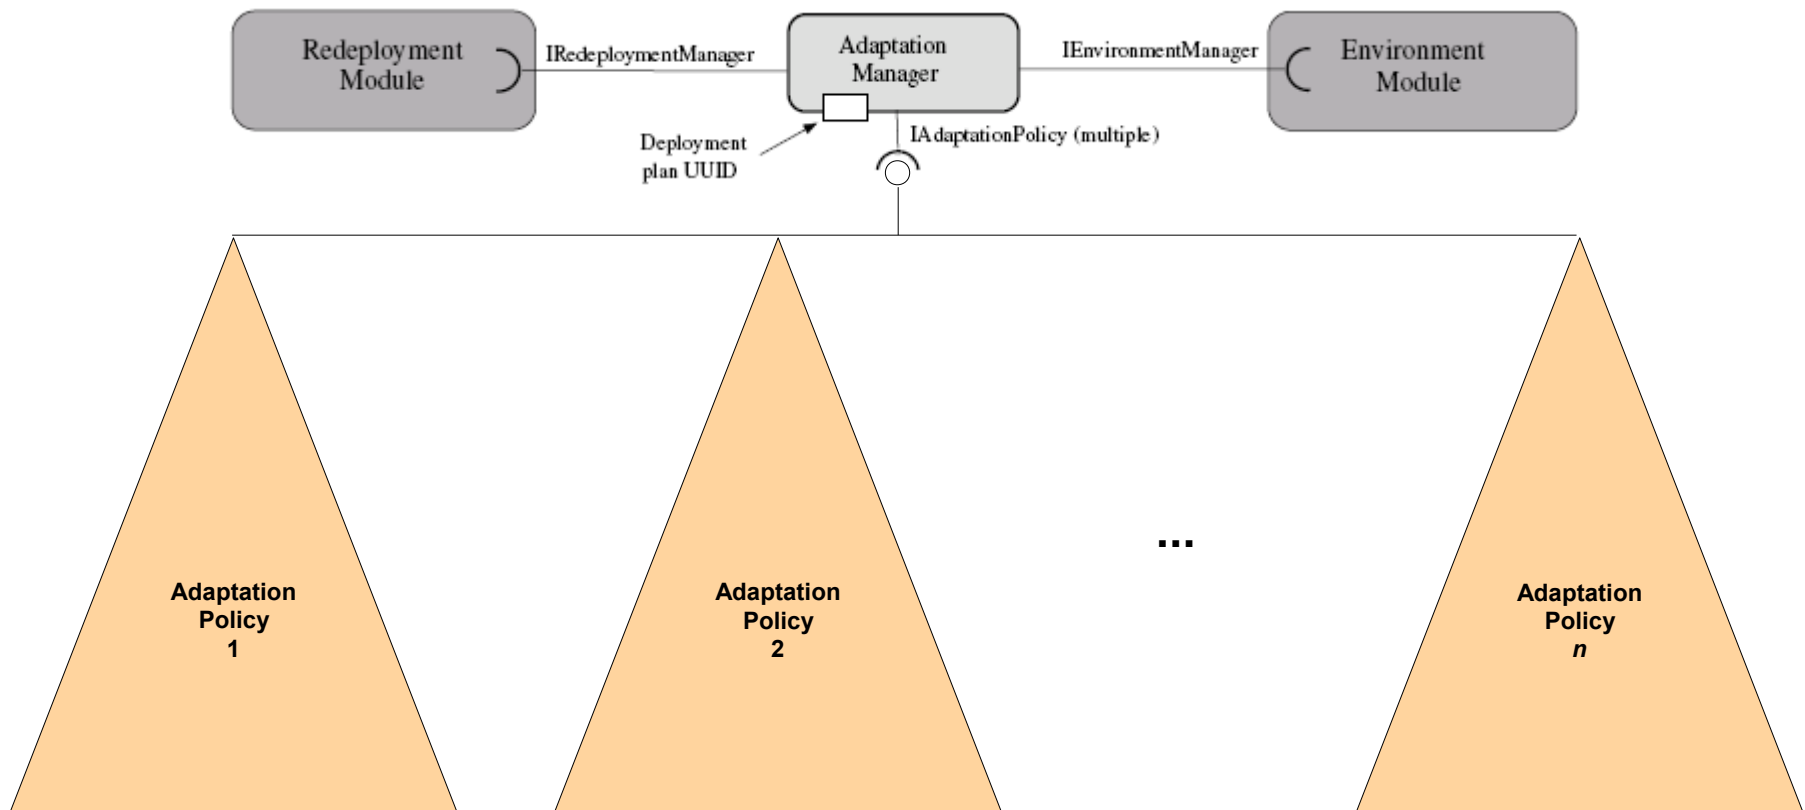 Redeployment
Module
IRedeploymentManager
Adaptation
Manager
IEnvironmentManager
Environment
Module
Deployment
plan UUID
IAdaptationPolicy (multiple)
Adaptation
Policy
1
Adaptation
Policy
2
...
Adaptation
Policy
n